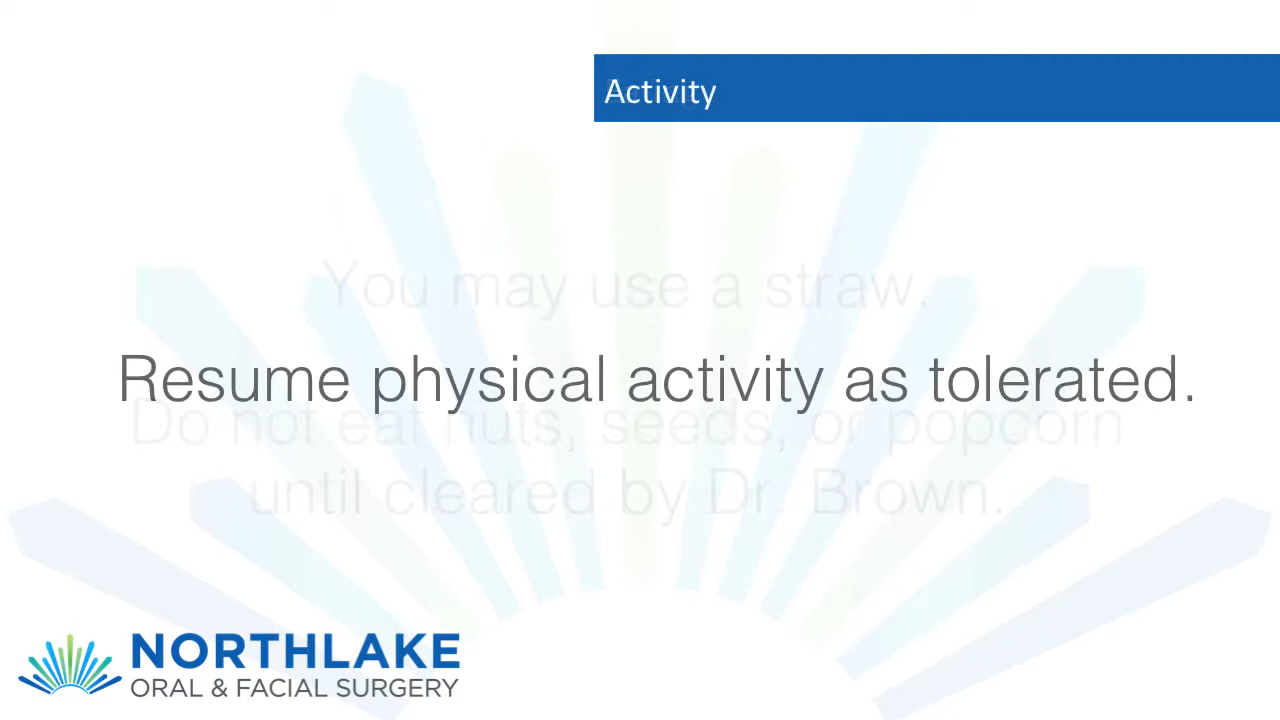 Activity
You may use a straw.
Resume physical activity as tolerated.
Do not eat nuts, seeds, or popcorn
until cleared by Dr. Brown.
NORTHLAKE
ORAL & FACIAL SURGERY